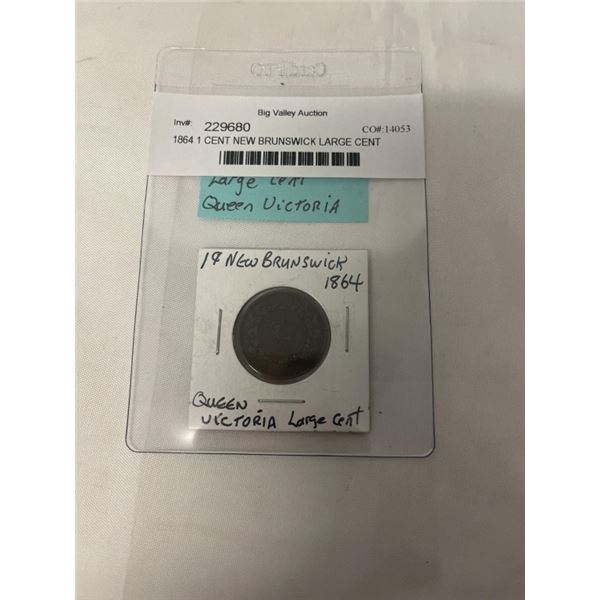 Big Valley Auction
Inv#: 229680 CO#:14053
1864 1 CENT NEW BRUNSWICK LARGE CENT
Large Cent
Queen VICTORIA
1¢ NEW BRUNSWICK
1864
QUEEN
VICTORIA Large Cent